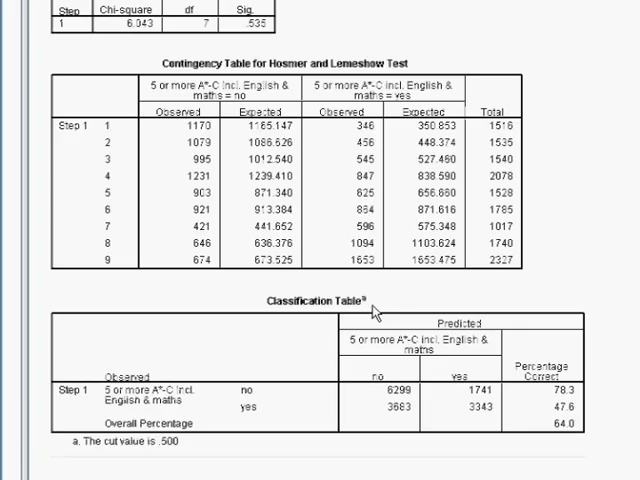 Step Chi-square df Sig.
1 6.043 7 .535
Contingency Table for Hosmer and Lemeshow Test
5 or more A*-C incl. English & maths = no 5 or more A*-C incl. English & maths = yes
Observed Expected Observed Expected Total
Step 1 1 1170 1165.147 346 350.853 1516
2 1079 1086.626 456 448.374 1535
3 995 1012.540 545 527.460 1540
4 1231 1239.410 847 838.590 2078
5 903 871.340 625 656.660 1528
6 921 913.384 864 871.616 1785
7 421 441.652 596 575.348 1017
8 646 636.376 1094 1103.624 1740
9 674 673.525 1653 1653.475 2327
Classification Tableᵃ
Predicted
5 or more A*-C incl. English & maths
Percentage Correct
Observed no yes
Step 1 5 or more A*-C incl. English & maths no 6299 1741 78.3
yes 3683 3343 47.6
Overall Percentage 64.0
a. The cut value is .500